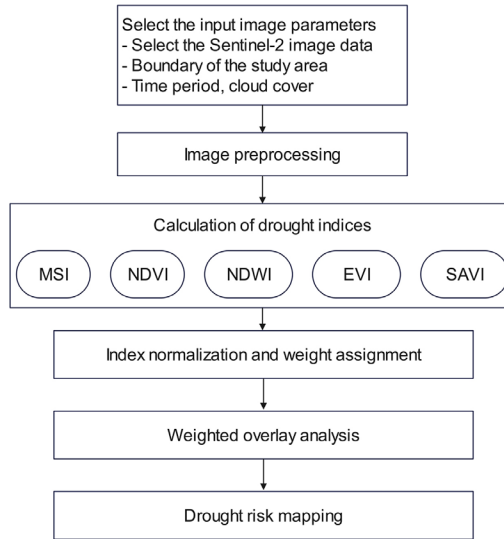 Select the input image parameters
- Select the Sentinel-2 image data
- Boundary of the study area
- Time period, cloud cover
Image preprocessing
Calculation of drought indices
MSI NDVI NDWI EVI SAVI
Index normalization and weight assignment
Weighted overlay analysis
Drought risk mapping